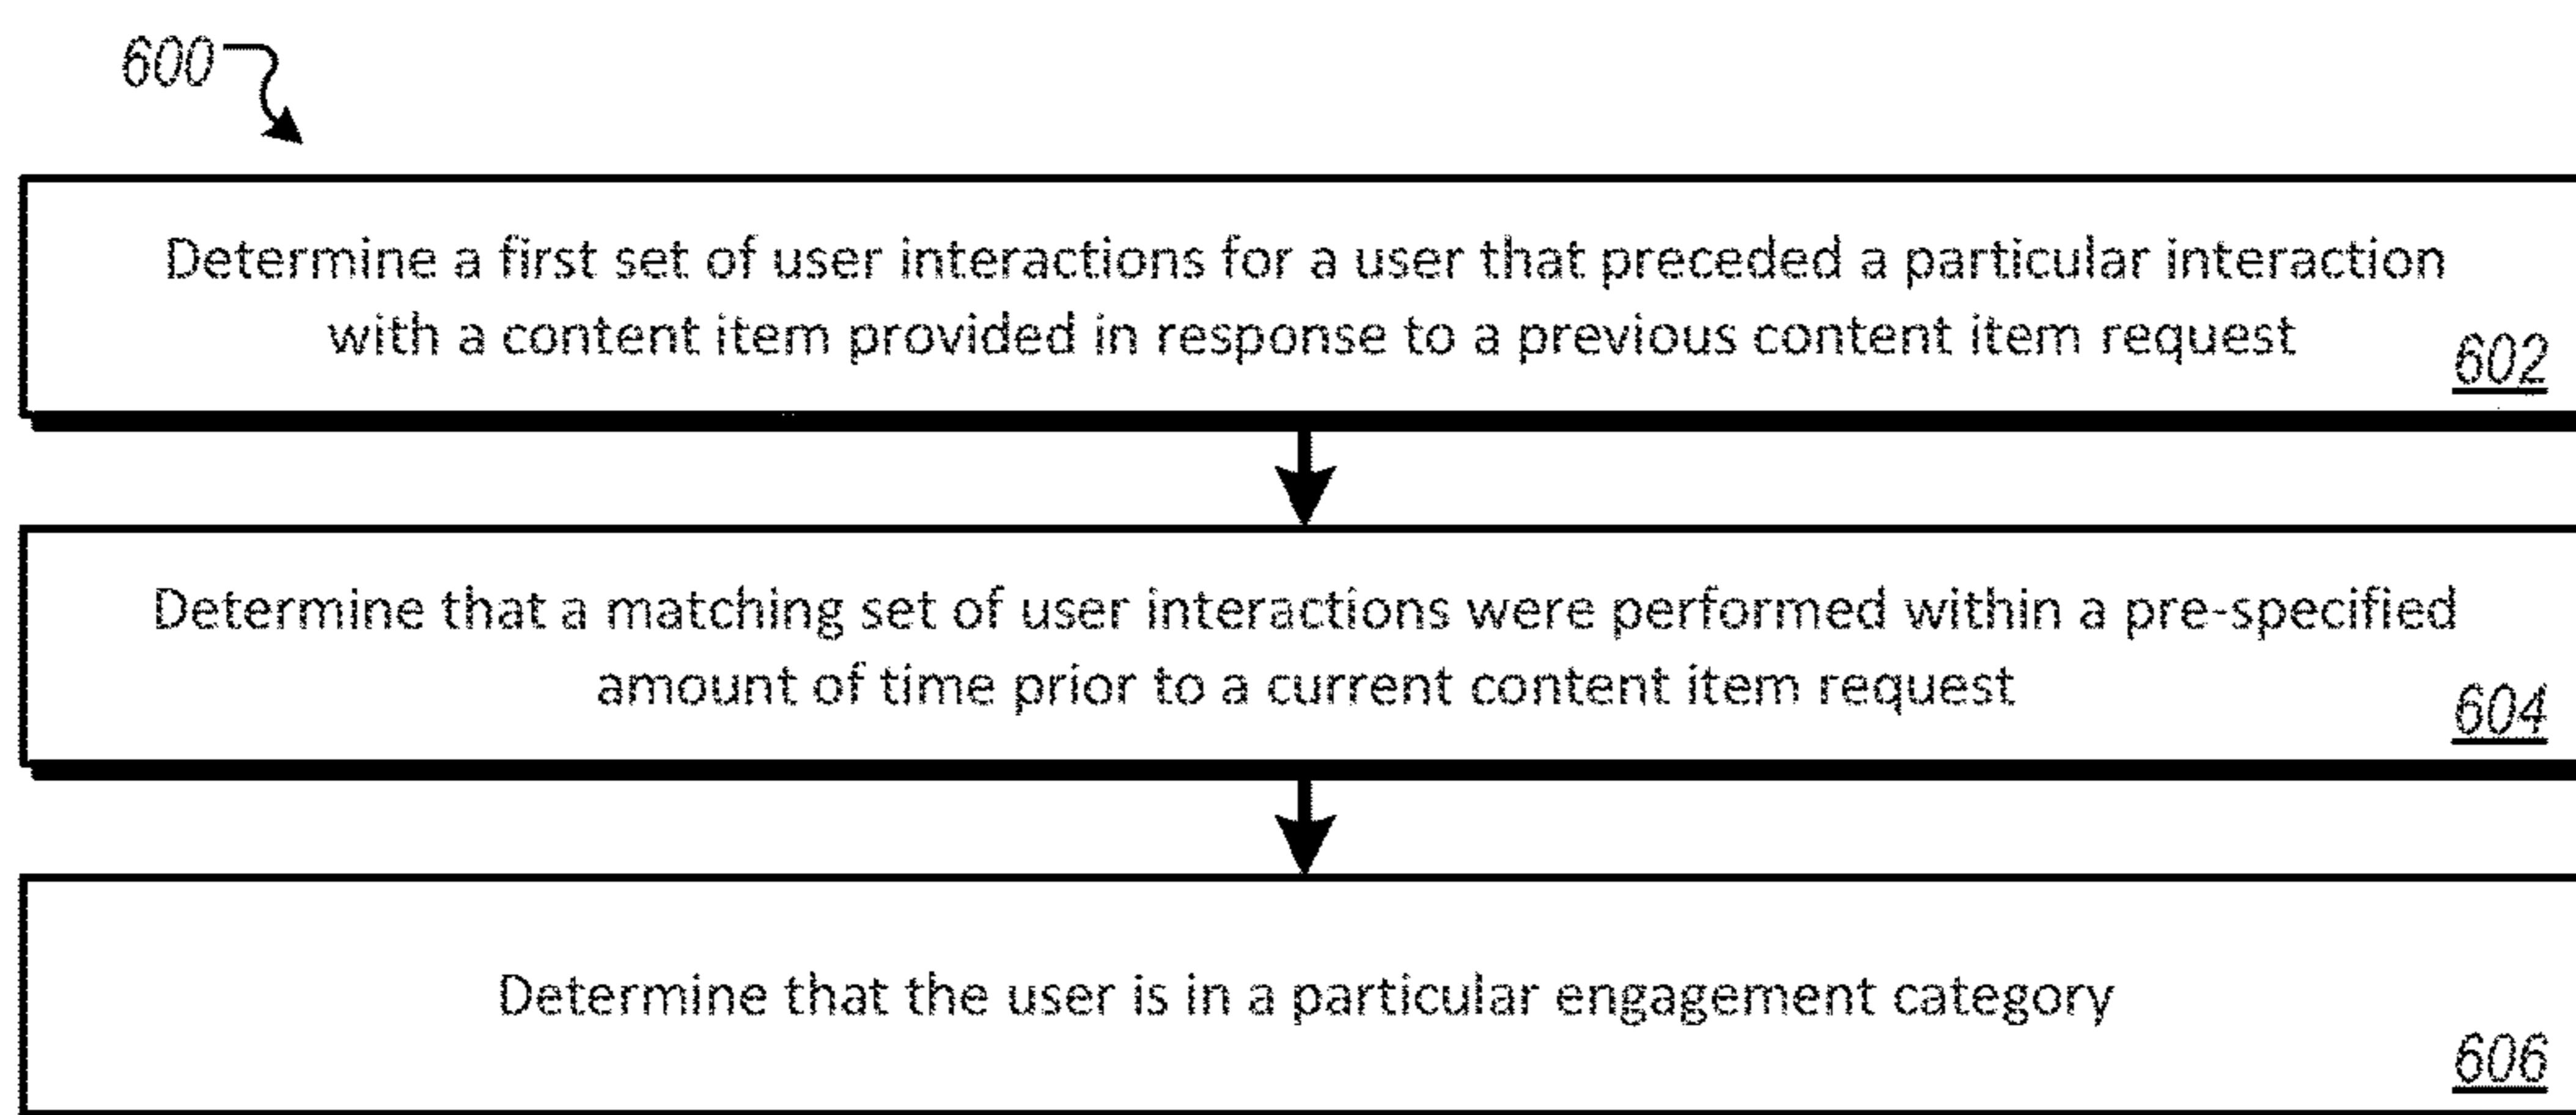 600
Determine a first set of user interactions for a user that preceded a particular interaction
with a content item provided in response to a previous content item request
602
Determine that a matching set of user interactions were performed within a pre-specified
amount of time prior to a current content item request
604
Determine that the user is in a particular engagement category
606